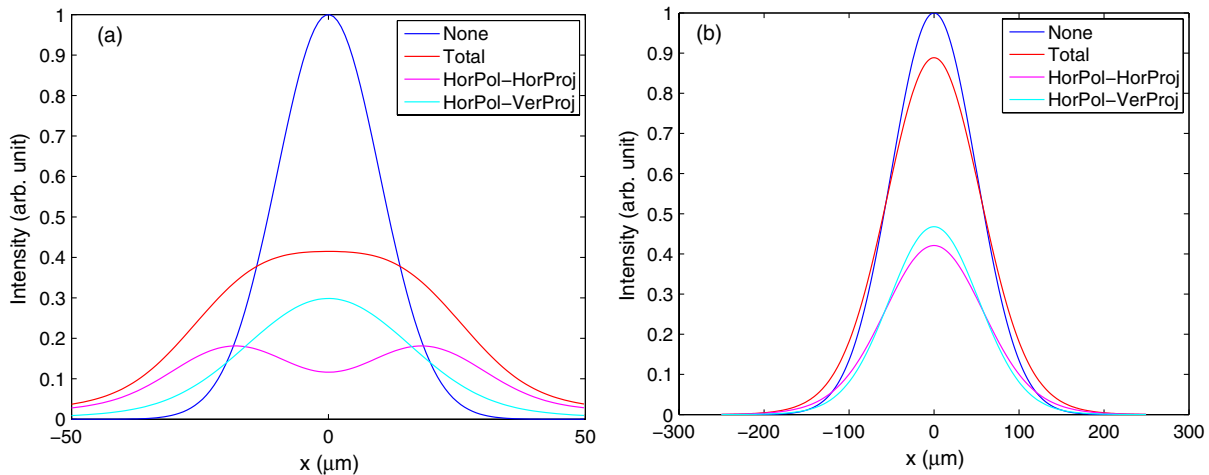 (a)
None
Total
HorPol−HorProj
HorPol−VerProj
Intensity (arb. unit)
1
0.9
0.8
0.7
0.6
0.5
0.4
0.3
0.2
0.1
0
−50
0
50
x (μm)
(b)
None
Total
HorPol−HorProj
HorPol−VerProj
Intensity (arb. unit)
1
0.9
0.8
0.7
0.6
0.5
0.4
0.3
0.2
0.1
0
−300
−200
−100
0
100
200
300
x (μm)